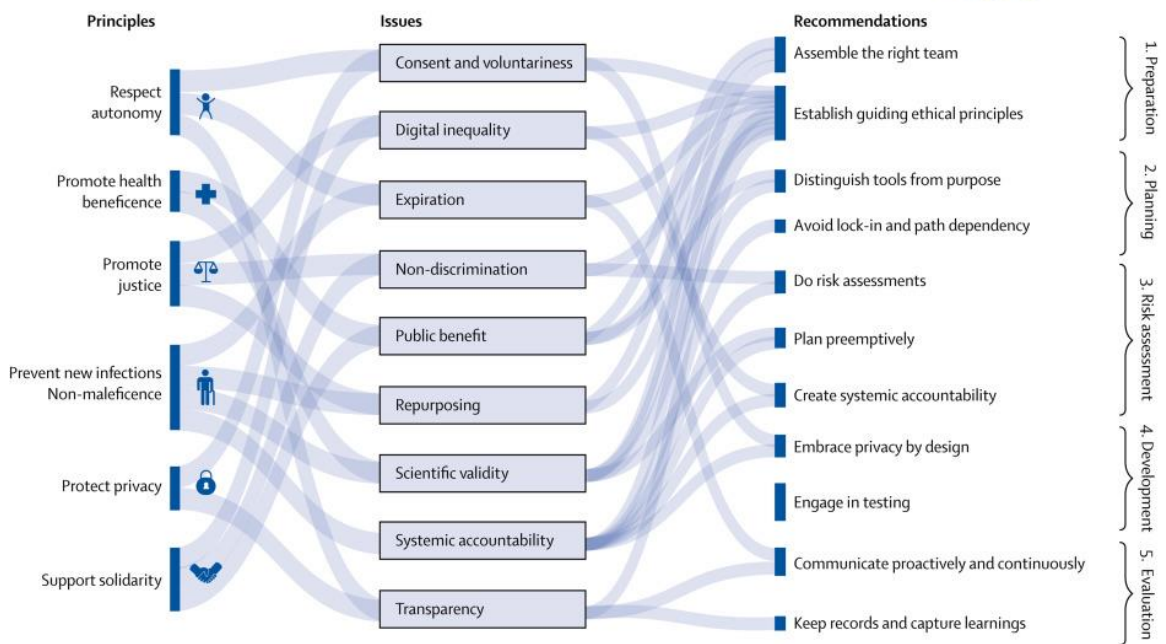 Principles
Issues
Recommendations
Respect
autonomy
Promote health
beneficence
Promote
justice
Prevent new infections
Non-maleficence
Protect privacy
Support solidarity
Consent and voluntariness
Digital inequality
Expiration
Non-discrimination
Public benefit
Repurposing
Scientific validity
Systemic accountability
Transparency
Assemble the right team
Establish guiding ethical principles
Distinguish tools from purpose
Avoid lock-in and path dependency
Do risk assessments
Plan preemptively
Create systemic accountability
Embrace privacy by design
Engage in testing
Communicate proactively and continuously
Keep records and capture learnings
1. Preparation
2. Planning
3. Risk assessment
4. Development
5. Evaluation